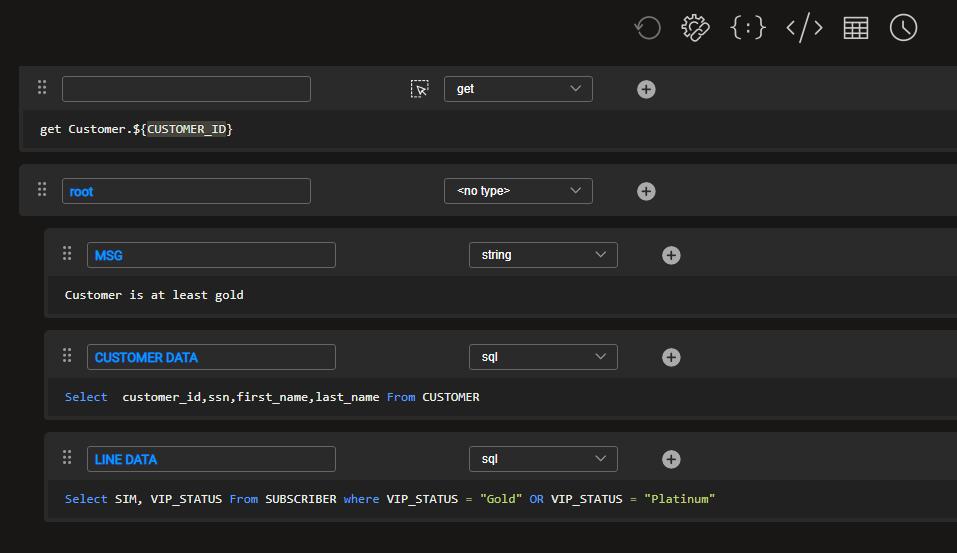 get
get Customer.${CUSTOMER_ID}
root <no type>
MSG string
Customer is at least gold
CUSTOMER DATA sql
Select  customer_id,ssn,first_name,last_name From CUSTOMER
LINE DATA sql
Select SIM, VIP_STATUS From SUBSCRIBER where VIP_STATUS = "Gold" OR VIP_STATUS = "Platinum"